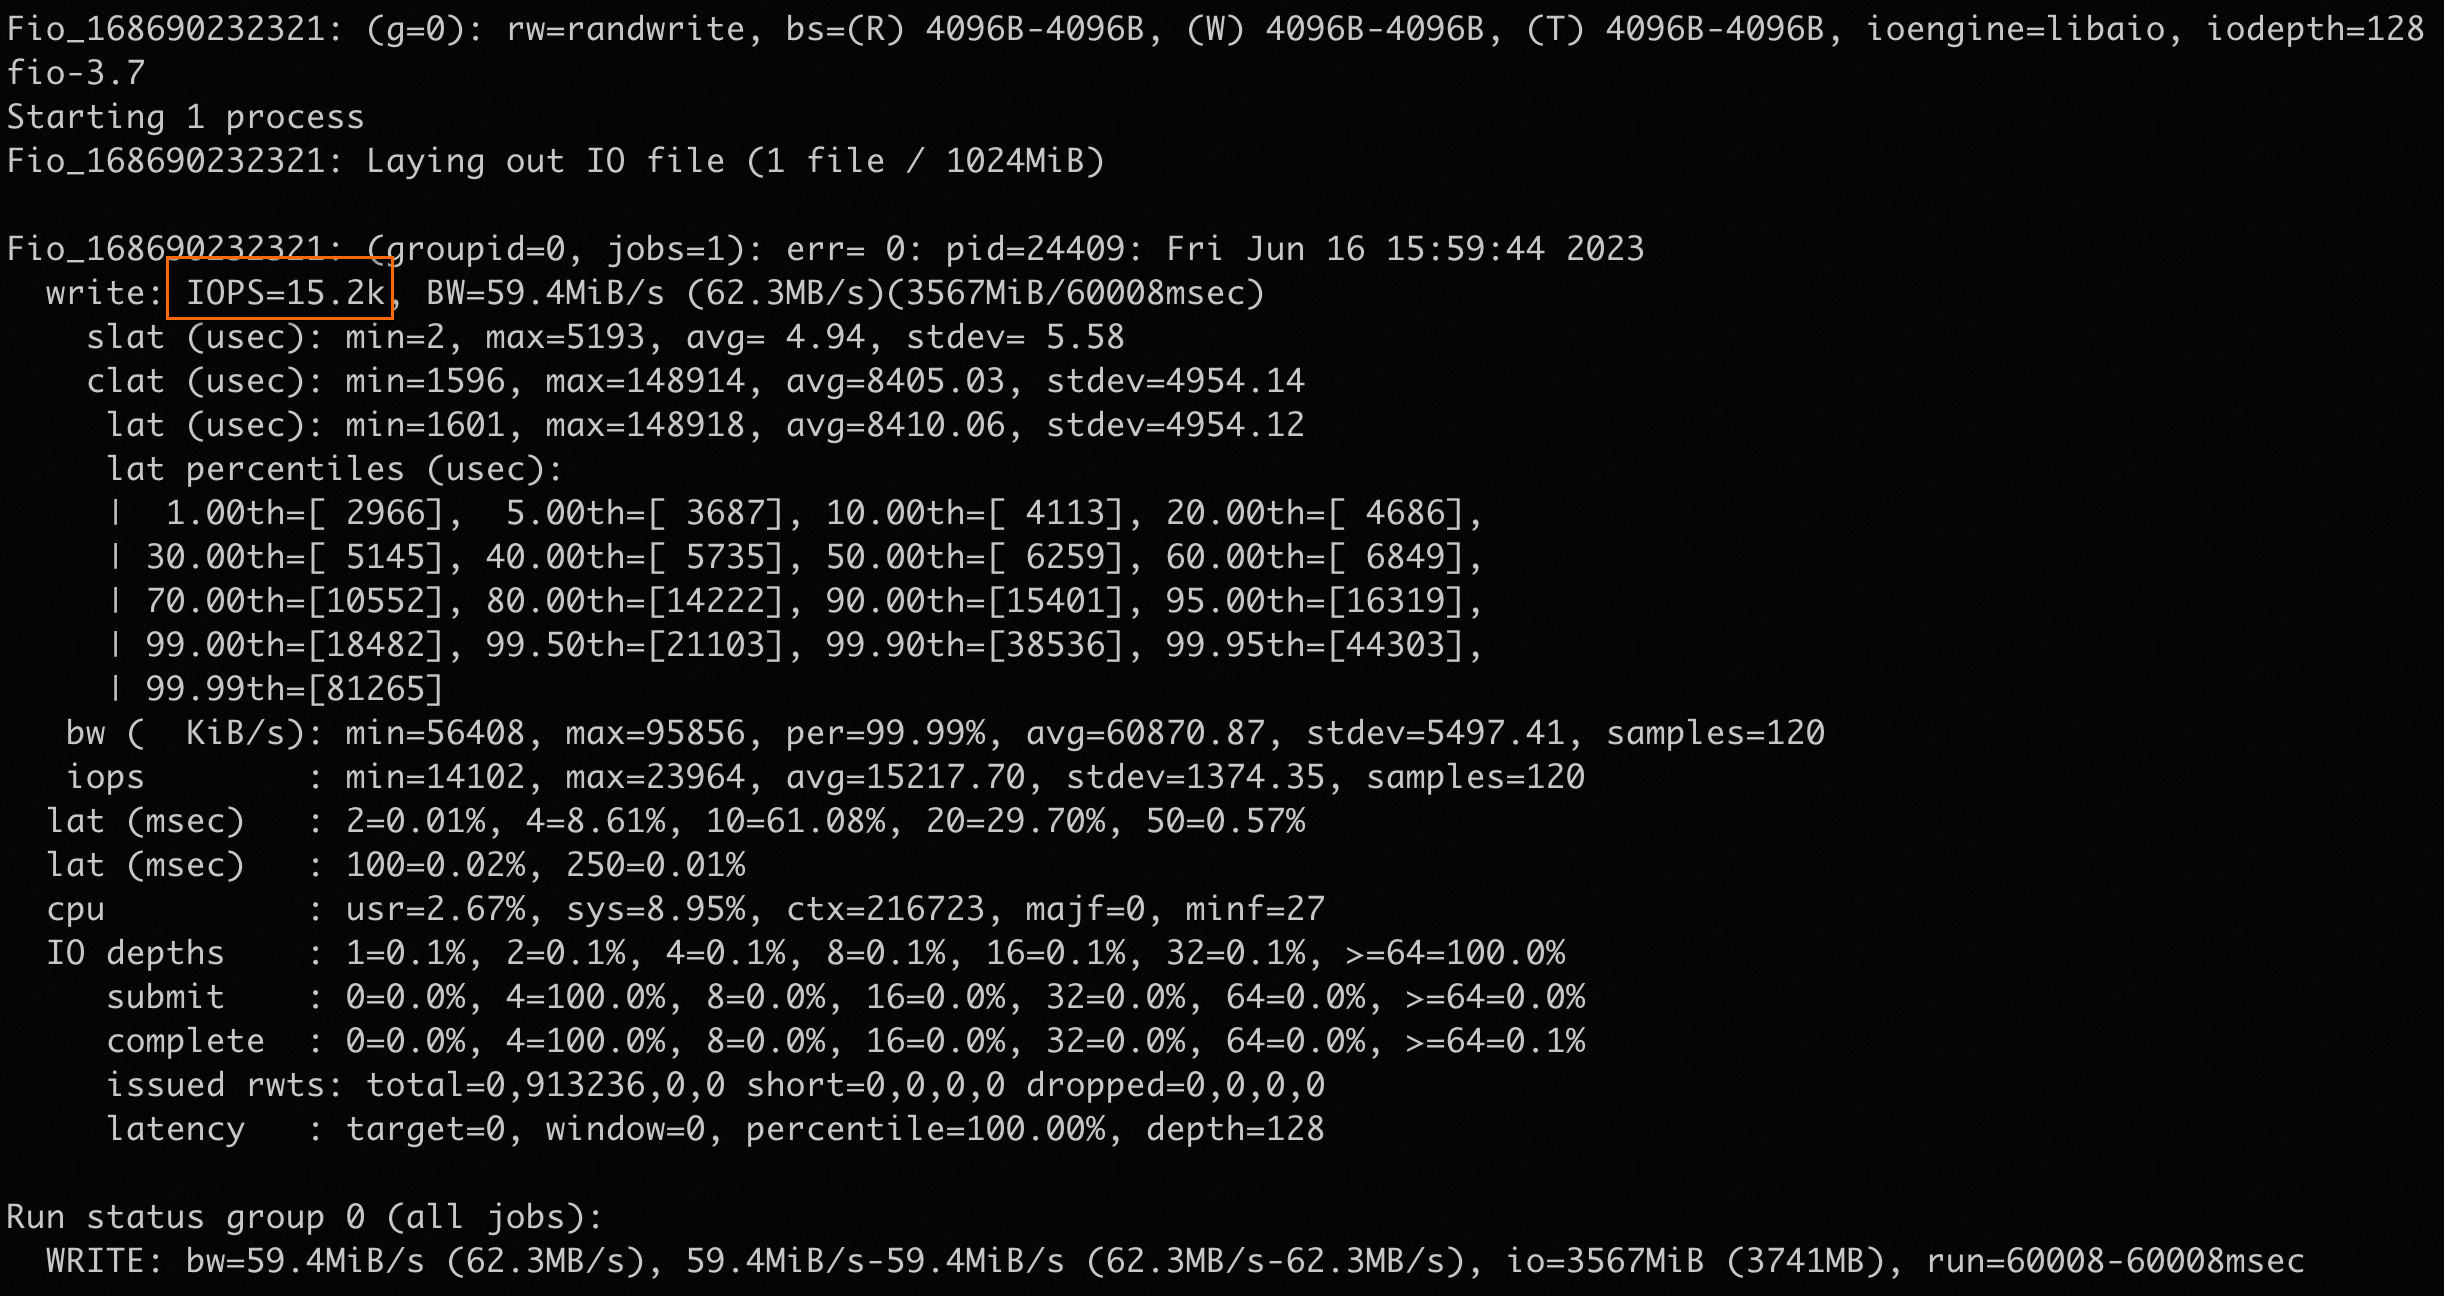 Fio_168690232321: (g=0): rw=randwrite, bs=(R) 4096B-4096B, (W) 4096B-4096B, (T) 4096B-4096B, ioengine=libaio, iodepth=128
fio-3.7
Starting 1 process
Fio_168690232321: Laying out IO file (1 file / 1024MiB)

Fio_168690232321: (groupid=0, jobs=1): err= 0: pid=24409: Fri Jun 16 15:59:44 2023
  write: IOPS=15.2k, BW=59.4MiB/s (62.3MB/s)(3567MiB/60008msec)
    slat (usec): min=2, max=5193, avg= 4.94, stdev= 5.58
    clat (usec): min=1596, max=148914, avg=8405.03, stdev=4954.14
     lat (usec): min=1601, max=148918, avg=8410.06, stdev=4954.12
     lat percentiles (usec):
     |  1.00th=[ 2966],  5.00th=[ 3687], 10.00th=[ 4113], 20.00th=[ 4686],
     | 30.00th=[ 5145], 40.00th=[ 5735], 50.00th=[ 6259], 60.00th=[ 6849],
     | 70.00th=[10552], 80.00th=[14222], 90.00th=[15401], 95.00th=[16319],
     | 99.00th=[18482], 99.50th=[21103], 99.90th=[38536], 99.95th=[44303],
     | 99.99th=[81265]
   bw (  KiB/s): min=56408, max=95856, per=99.99%, avg=60870.87, stdev=5497.41, samples=120
   iops        : min=14102, max=23964, avg=15217.70, stdev=1374.35, samples=120
  lat (msec)   : 2=0.01%, 4=8.61%, 10=61.08%, 20=29.70%, 50=0.57%
  lat (msec)   : 100=0.02%, 250=0.01%
  cpu          : usr=2.67%, sys=8.95%, ctx=216723, majf=0, minf=27
  IO depths    : 1=0.1%, 2=0.1%, 4=0.1%, 8=0.1%, 16=0.1%, 32=0.1%, >=64=100.0%
     submit    : 0=0.0%, 4=100.0%, 8=0.0%, 16=0.0%, 32=0.0%, 64=0.0%, >=64=0.0%
     complete  : 0=0.0%, 4=100.0%, 8=0.0%, 16=0.0%, 32=0.0%, 64=0.0%, >=64=0.1%
     issued rwts: total=0,913236,0,0 short=0,0,0,0 dropped=0,0,0,0
     latency   : target=0, window=0, percentile=100.00%, depth=128

Run status group 0 (all jobs):
  WRITE: bw=59.4MiB/s (62.3MB/s), 59.4MiB/s-59.4MiB/s (62.3MB/s-62.3MB/s), io=3567MiB (3741MB), run=60008-60008msec